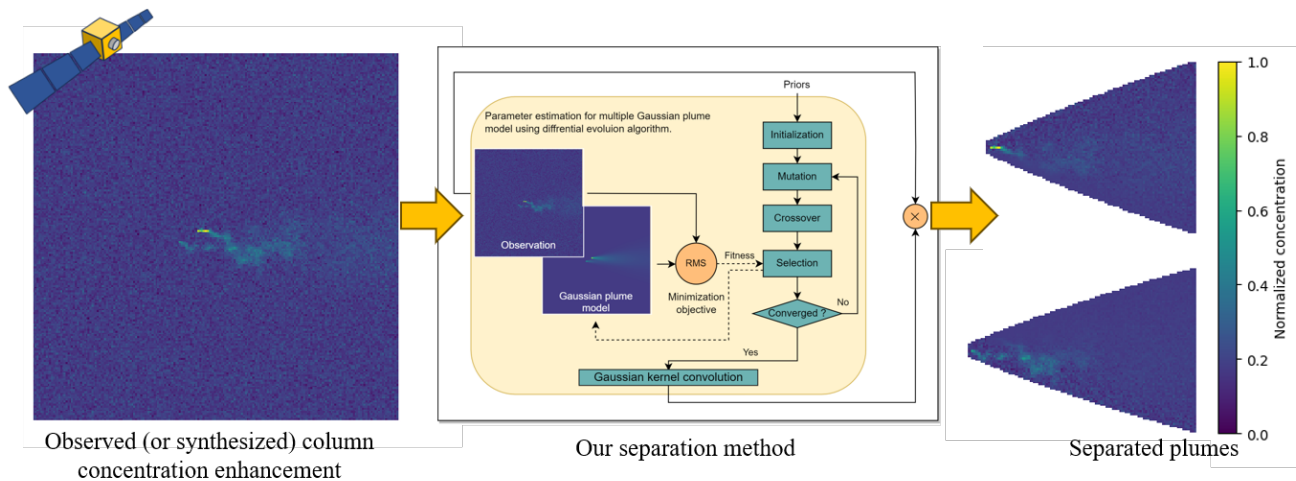 Priors
Parameter estimation for multiple Gaussian plume
model using diffrential evoluion algorithm.
Initialization
Mutation
Crossover
Observation
RMS
Fitness
Selection
Gaussian plume
model
Minimization
objective
Converged ?
No
Yes
Gaussian kernel convolution
×
1.0
0.8
0.6
0.4
0.2
0.0
Normalized concentration
Observed (or synthesized) column
concentration enhancement
Our separation method
Separated plumes